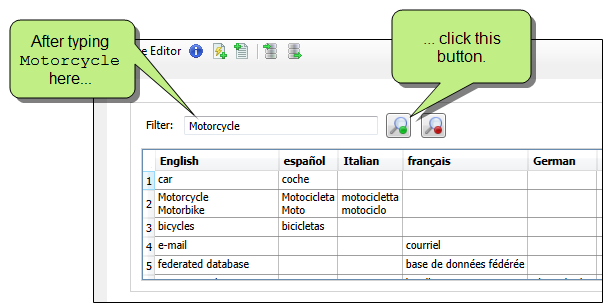 After typing
Motorcycle
here...
... click this
button.
e Editor
Filter: Motorcycle
English español Italian français German
1 car coche
2 Motorcycle Motocicleta motocicletta
Motorbike Moto motociclo
3 bicycles bicicletas
4 e-mail courriel
5 federated database base de données fédérée